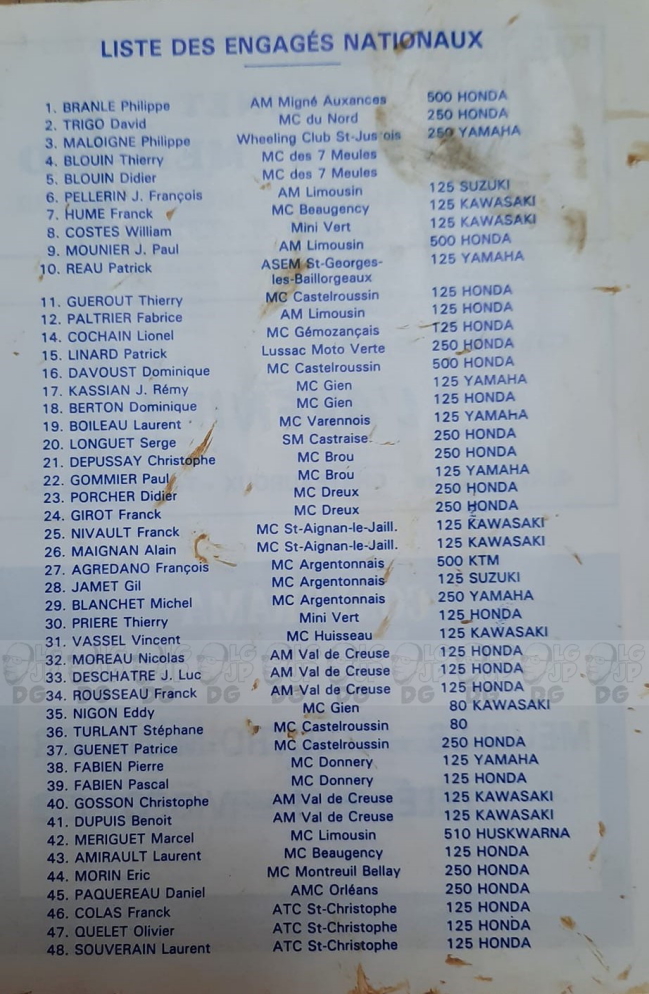 LISTE DES ENGAGÉS NATIONAUX
1. BRANLE Philippe AM Migné Auxances 500 HONDA
2. TRIGO David MC du Nord 250 HONDA
3. MALOIGNE Philippe Wheeling Club St-Jus ois 250 YAMAHA
4. BLOUIN Thierry MC des 7 Meules
5. BLOUIN Didier MC des 7 Meules
6. PELLERIN J. François AM Limousin 125 SUZUKI
7. HUME Franck MC Beaugency 125 KAWASAKI
8. COSTES William Mini Vert 125 KAWASAKI
9. MOUNIER J. Paul AM Limousin 500 HONDA
10. REAU Patrick ASEM St-Georges- 125 YAMAHA
les-Baillorgeaux
11. GUEROUT Thierry MC Castelroussin 125 HONDA
12. PALTRIER Fabrice AM Limousin 125 HONDA
14. COCHAIN Lionel MC Gémozançais 125 HONDA
15. LINARD Patrick Lussac Moto Verte 250 HONDA
16. DAVOUST Dominique MC Castelroussin 500 HONDA
17. KASSIAN J. Rémy MC Gien 125 YAMAHA
18. BERTON Dominique MC Gien 125 HONDA
19. BOILEAU Laurent MC Varennois 125 YAMAHA
20. LONGUET Serge SM Castraise 250 HONDA
21. DEPUSSAY Christophe MC Brou 250 HONDA
22. GOMMIER Paul MC Brou 125 YAMAHA
23. PORCHER Didier MC Dreux 250 HONDA
24. GIROT Franck MC Dreux 250 HONDA
25. NIVAULT Franck MC St-Aignan-le-Jaill. 125 KAWASAKI
26. MAIGNAN Alain MC St-Aignan-le-Jaill. 125 KAWASAKI
27. AGREDANO François MC Argentonnais 500 KTM
28. JAMET Gil MC Argentonnais 125 SUZUKI
29. BLANCHET Michel MC Argentonnais 250 YAMAHA
30. PRIERE Thierry Mini Vert 125 HONDA
31. VASSEL Vincent MC Huisseau 125 KAWASAKI
32. MOREAU Nicolas AM Val de Creuse 125 HONDA
33. DESCHATRE J. Luc AM Val de Creuse 125 HONDA
34. ROUSSEAU Franck AM Val de Creuse 125 HONDA
35. NIGON Eddy MC Gien 80 KAWASAKI
36. TURLANT Stéphane MC Castelroussin 80
37. GUENET Patrice MC Castelroussin 250 HONDA
38. FABIEN Pierre MC Donnery 125 YAMAHA
39. FABIEN Pascal MC Donnery 125 HONDA
40. GOSSON Christophe AM Val de Creuse 125 KAWASAKI
41. DUPUIS Benoit AM Val de Creuse 125 KAWASAKI
42. MERIGUET Marcel MC Limousin 510 HUSKWARNA
43. AMIRAULT Laurent MC Beaugency 125 HONDA
44. MORIN Eric MC Montreuil Bellay 250 HONDA
45. PAQUEREAU Daniel AMC Orléans 250 HONDA
46. COLAS Franck ATC St-Christophe 125 HONDA
47. QUELET Olivier ATC St-Christophe 125 HONDA
48. SOUVERAIN Laurent ATC St-Christophe 125 HONDA